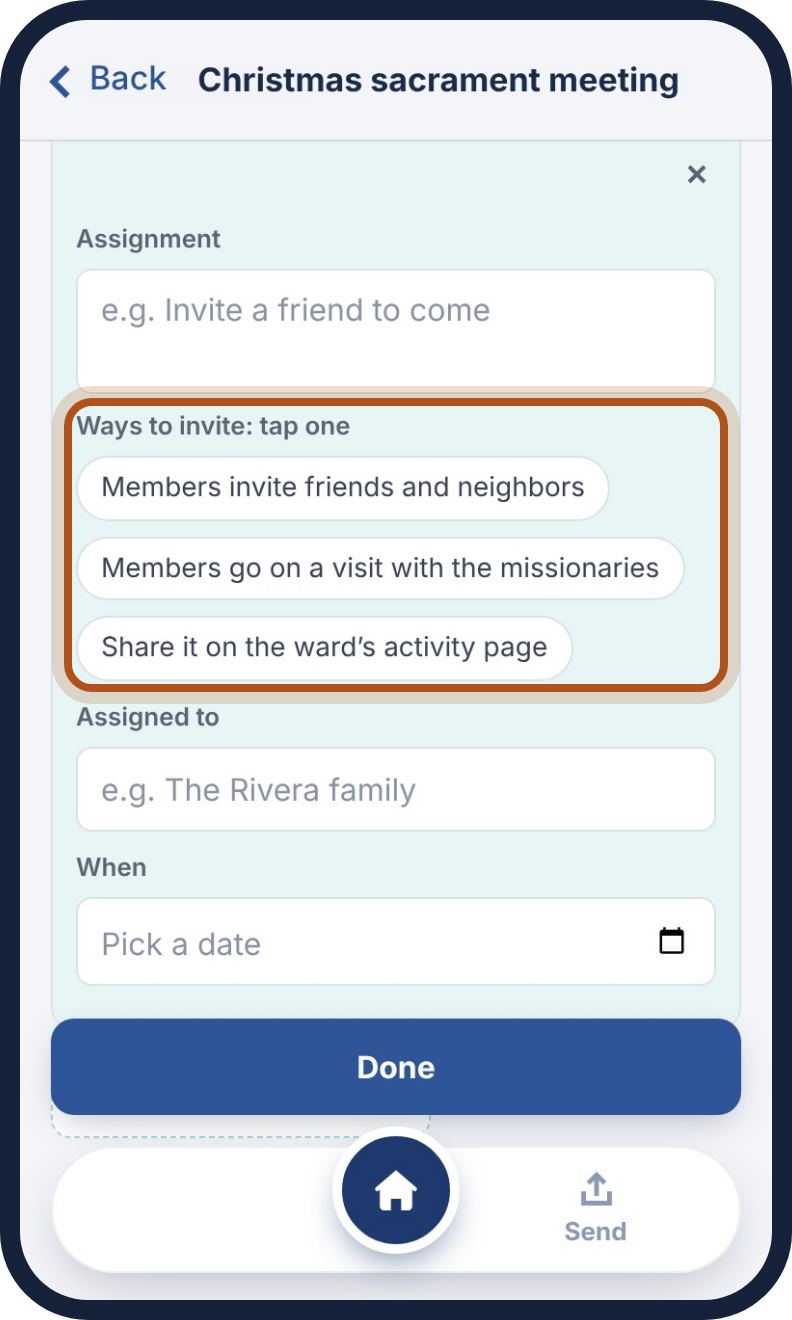 Back Christmas sacrament meeting
×
Assignment
e.g. Invite a friend to come
Ways to invite: tap one
Members invite friends and neighbors
Members go on a visit with the missionaries
Share it on the ward’s activity page
Assigned to
e.g. The Rivera family
When
Pick a date
Done
Send